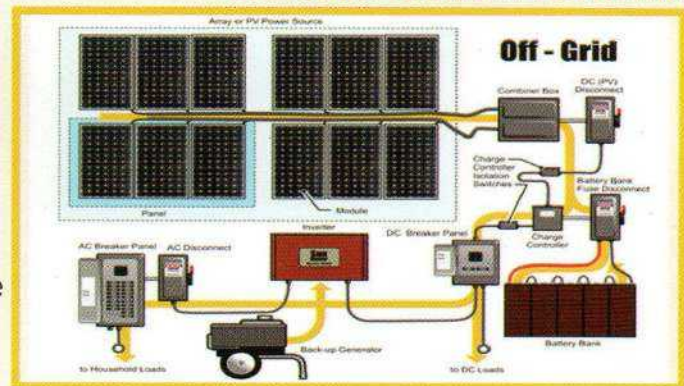 Array or PV Power Source
Off - Grid
Combiner Box
DC (PV)
Disconnect
Charge
Controller
Isolation
Switches
Battery Bank
Fuse Disconnect
Panel
Module
Inverter
DC Breaker Panel
Charge
Controller
AC Breaker Panel
AC Disconnect
Back-up Generator
Battery Bank
to Household Loads
to DC Loads